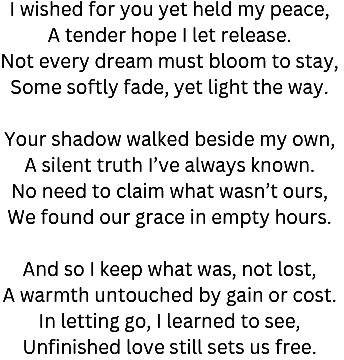 I wished for you yet held my peace,
A tender hope I let release.
Not every dream must bloom to stay,
Some softly fade, yet light the way.

Your shadow walked beside my own,
A silent truth I’ve always known.
No need to claim what wasn’t ours,
We found our grace in empty hours.

And so I keep what was, not lost,
A warmth untouched by gain or cost.
In letting go, I learned to see,
Unfinished love still sets us free.